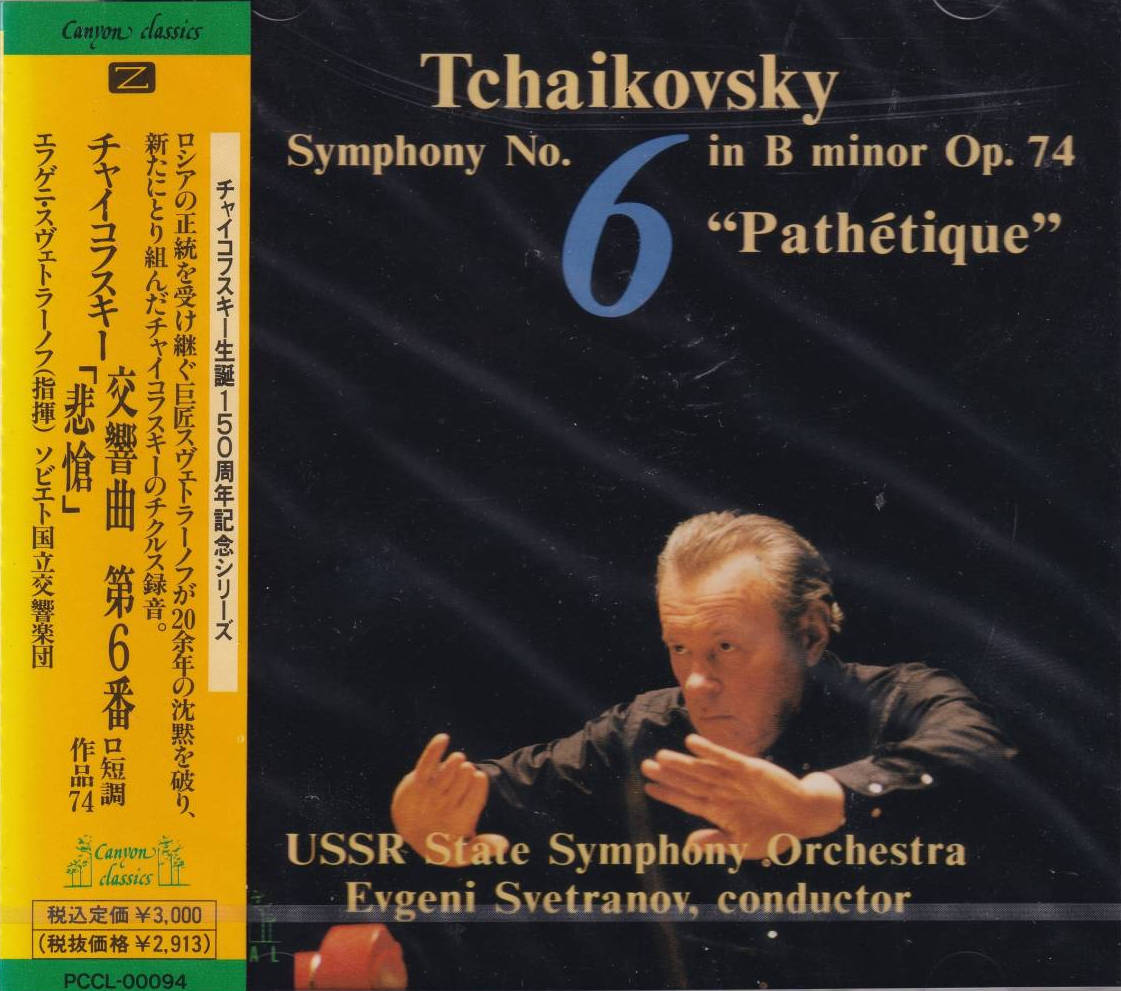 Canyon classics
Z
チャイコフスキー生誕150周年記念シリーズ
ロシアの正統を受け継ぐ巨匠スヴェトラーノフが20余年の沈黙を破り、
新たにとり組んだチャイコフスキーのチクルス録音。
チャイコフスキー
交響曲 第6番
ロ短調
「悲愴」
作品74
エフゲニ・スヴェトラーノフ(指揮) ソビエト国立交響楽団
Canyon
classics
税込定価 ¥3,000
(税抜価格 ¥2,913)
PCCL-00094
Tchaikovsky
Symphony No. 6 in B minor Op. 74
“Pathétique”
USSR State Symphony Orchestra
Evgeni Svetranov, conductor